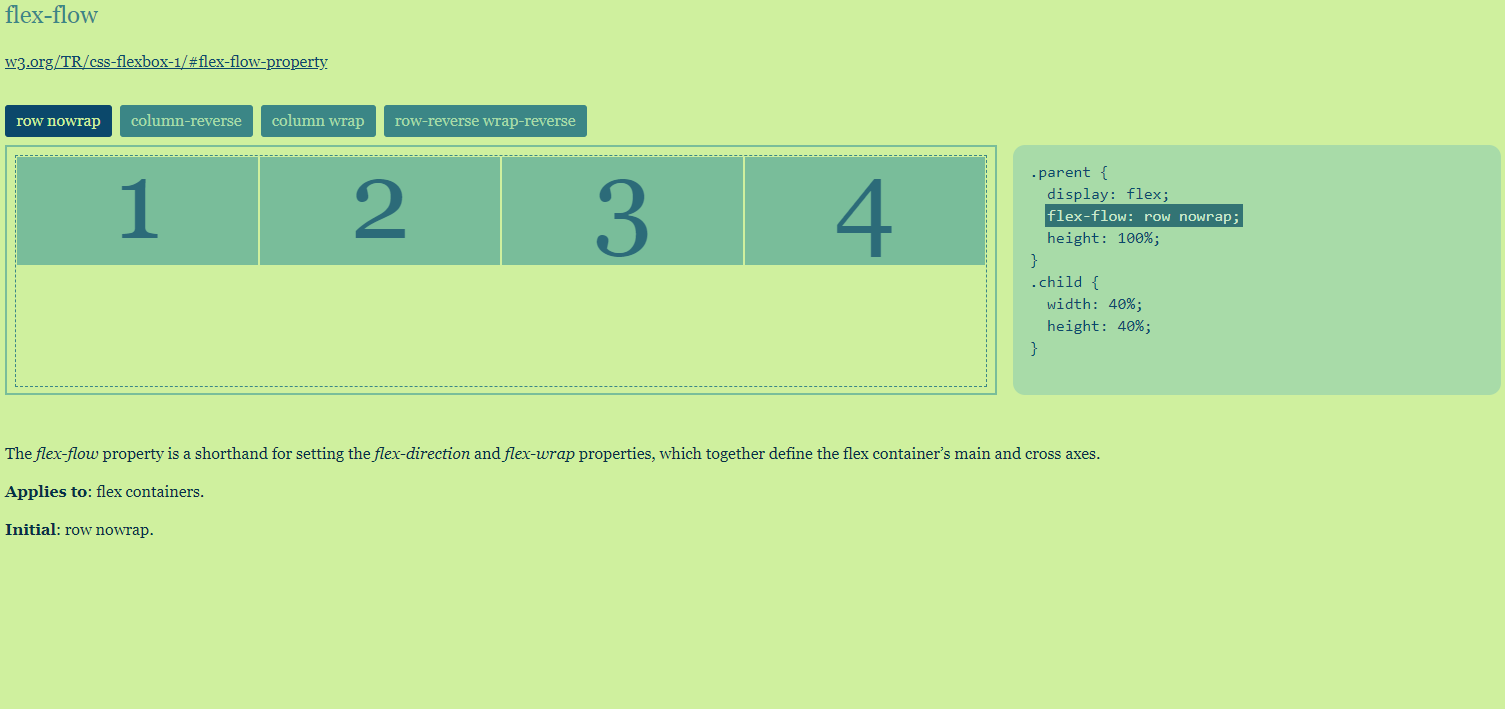 flex-flow
w3.org/TR/css-flexbox-1/#flex-flow-property
row nowrap column-reverse column wrap row-reverse wrap-reverse
1 2 3 4
.parent {
  display: flex;
  flex-flow: row nowrap;
  height: 100%;
}
.child {
  width: 40%;
  height: 40%;
}
The flex-flow property is a shorthand for setting the flex-direction and flex-wrap properties, which together define the flex container’s main and cross axes.
Applies to: flex containers.
Initial: row nowrap.